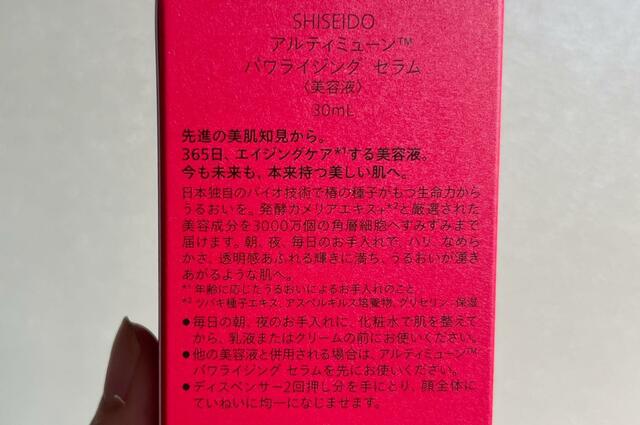 SHISEIDO
アルティミューン™
パワライジング セラム
〈美容液〉
30mL
先進の美肌知見から。
365日、エイジングケア*1する美容液。
今も未来も、本来持つ美しい肌へ。
日本独自のバイオ技術で椿の種子がもつ生命力から
うるおいを。発酵カメリアエキス+*2と厳選された
美容成分を3000万個の角層細胞へすみずみまで
届けます。朝、夜、毎日のお手入れで、ハリ、なめら
かさ、透明感あふれる輝きに満ち、うるおいが湧き
あがるような肌へ。
*1 年齢に応じたうるおいによるお手入れのこと
*2 ツバキ種子エキス、アスペルギルス培養物、グリセリン:保湿
●毎日の朝、夜のお手入れに、化粧水で肌を整えて
から、乳液またはクリームの前にお使いください。
●他の美容液と併用される場合は、アルティミューン™
パワライジング セラムを先にお使いください。
●ディスペンサー2回押し分を手にとり、顔全体に
ていねいに均一になじませます。